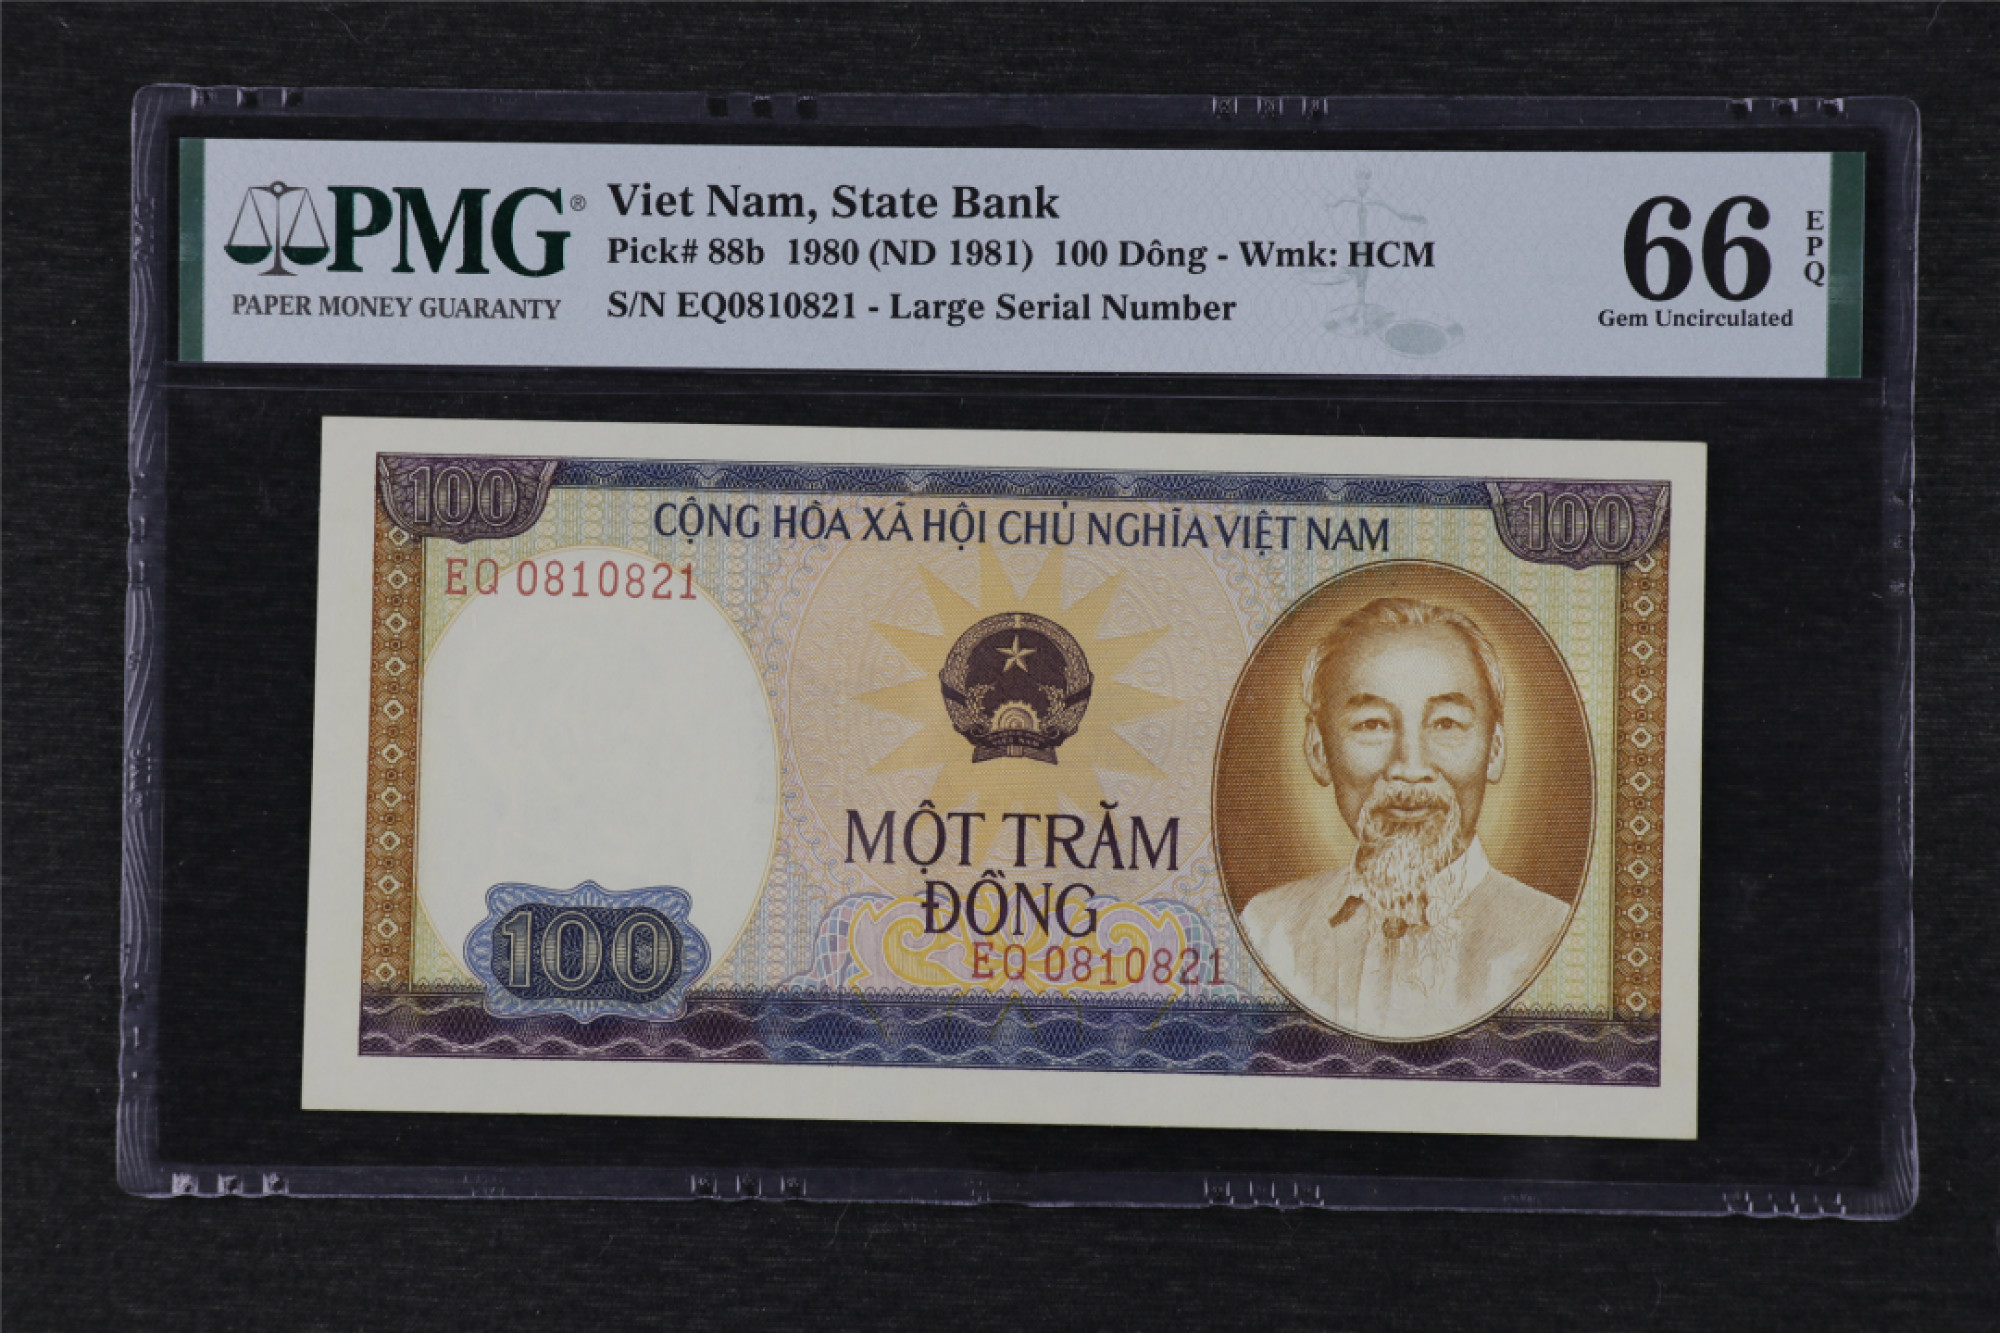 PMG®
PAPER MONEY GUARANTY
Viet Nam, State Bank
Pick# 88b 1980 (ND 1981) 100 Dông - Wmk: HCM
S/N EQ0810821 - Large Serial Number
66
EPQ
Gem Uncirculated
100
100
CỘNG HÒA XÃ HỘI CHỦ NGHĨA VIỆT NAM
EQ 0810821
MỘT TRĂM
ĐỒNG
100
EQ 0810821